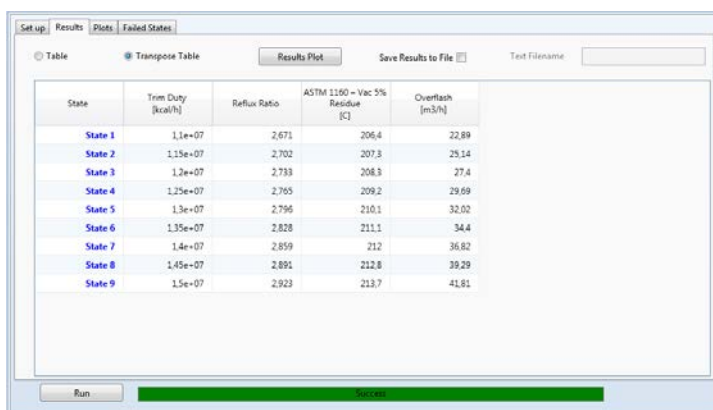 Set up Results Plots Failed States
Table Transpose Table Results Plot Save Results to File Text Filename
State Trim Duty [kcal/h] Reflux Ratio ASTM 1160 - Vac 5% Residue [C] Overflash [m3/h]
State 1 1,1e+07 2,671 206,4 22,89
State 2 1,15e+07 2,702 207,3 25,14
State 3 1,2e+07 2,733 208,3 27,4
State 4 1,25e+07 2,765 209,2 29,69
State 5 1,3e+07 2,796 210,1 32,02
State 6 1,35e+07 2,828 211,1 34,4
State 7 1,4e+07 2,859 212 36,82
State 8 1,45e+07 2,891 212,8 39,29
State 9 1,5e+07 2,923 213,7 41,81
Run Success